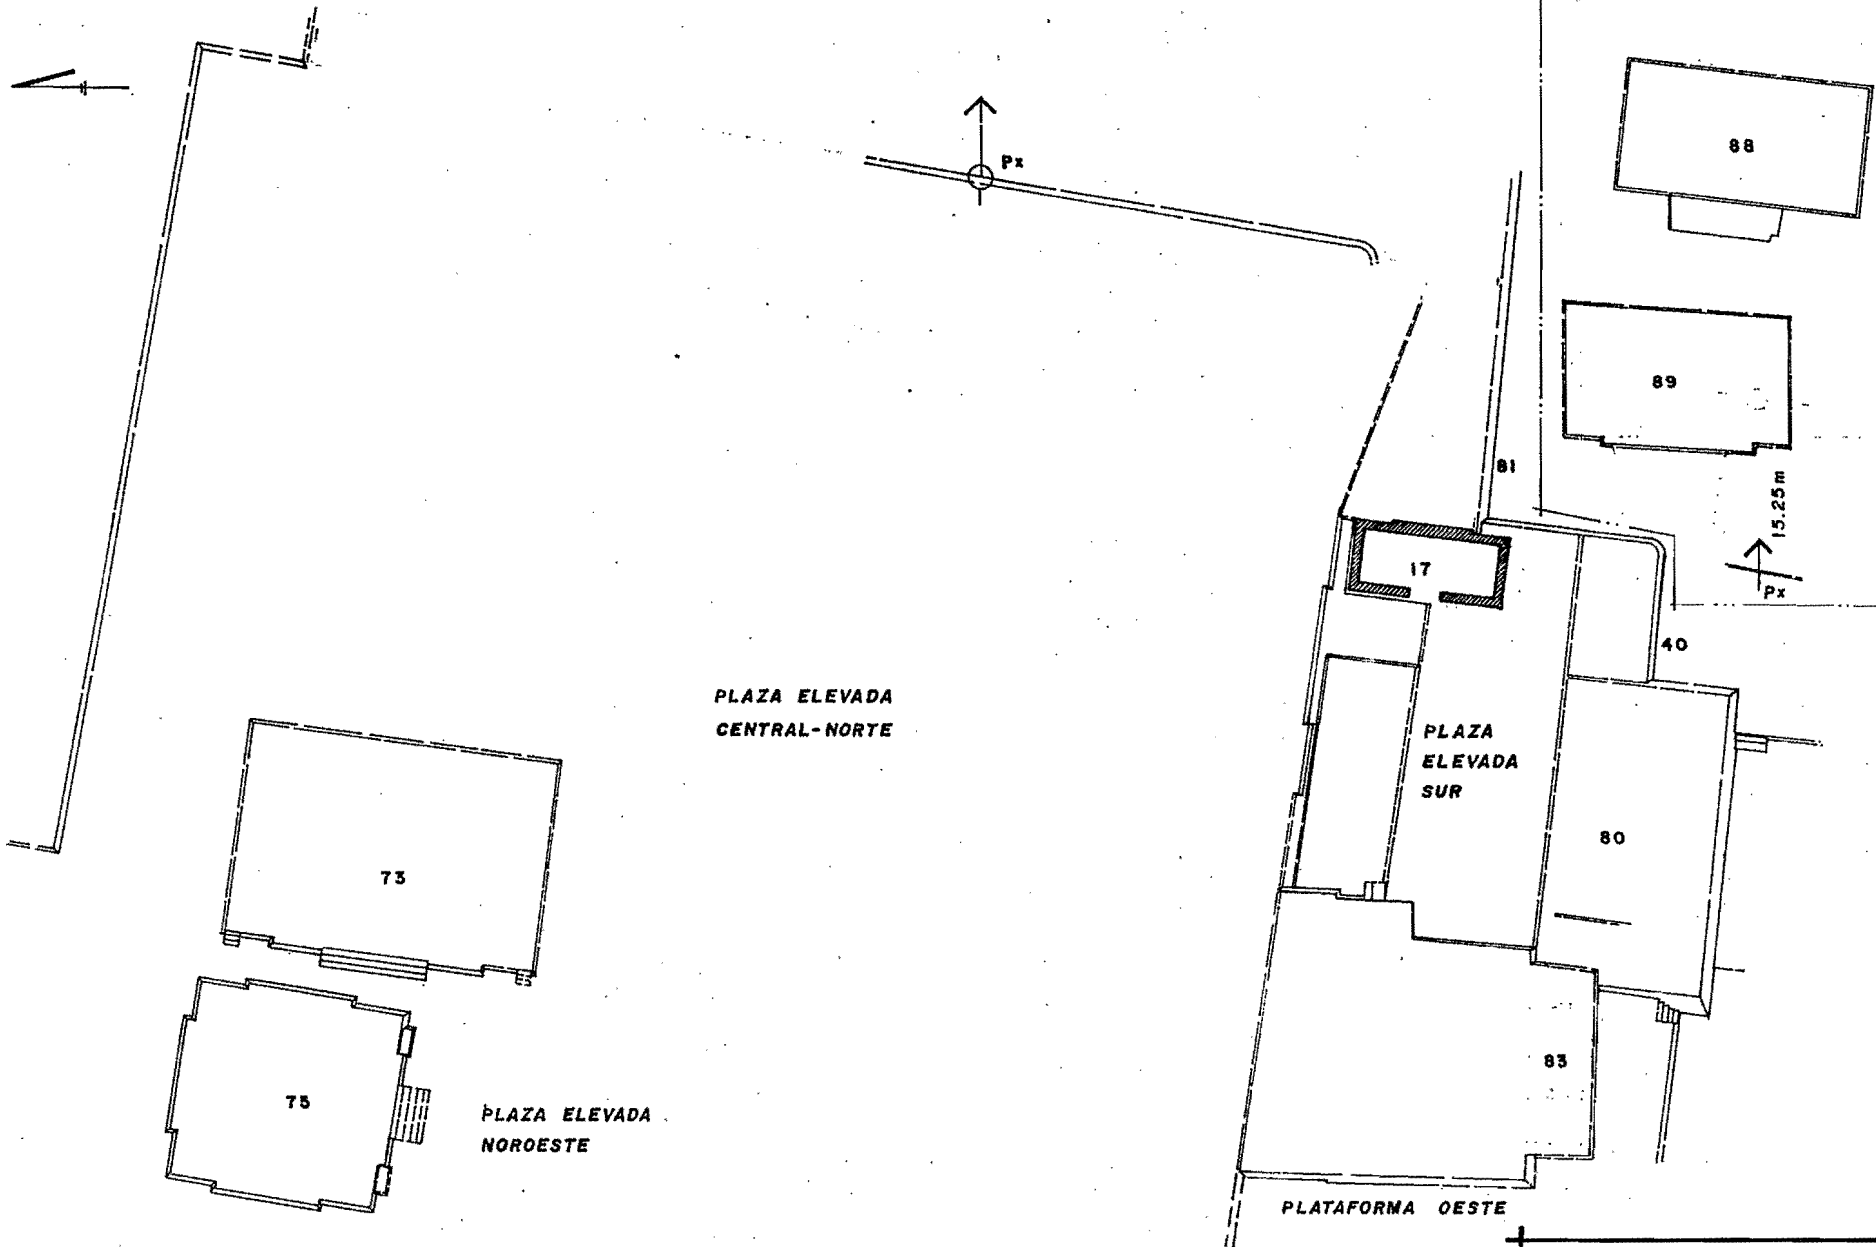 Px
88
89
81
15.25m
17
Px
40
PLAZA ELEVADA
CENTRAL-NORTE
PLAZA
ELEVADA
SUR
80
73
83
75
PLAZA ELEVADA
NOROESTE
PLATAFORMA OESTE